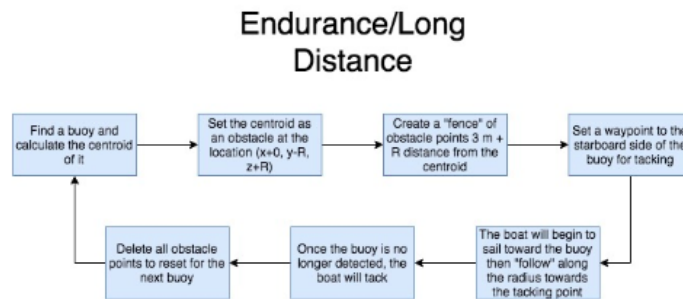 Endurance/Long
Distance
Find a buoy and
calculate the centroid
of it
Set the centroid as
an obstacle at the
location (x+0, y-R,
z+R)
Create a "fence" of
obstacle points 3 m +
R distance from the
centroid
Set a waypoint to the
starboard side of the
buoy for tacking
The boat will begin to
sail toward the buoy
then "follow" along
the radius towards
the tacking point
Once the buoy is no
longer detected, the
boat will tack
Delete all obstacle
points to reset for the
next buoy